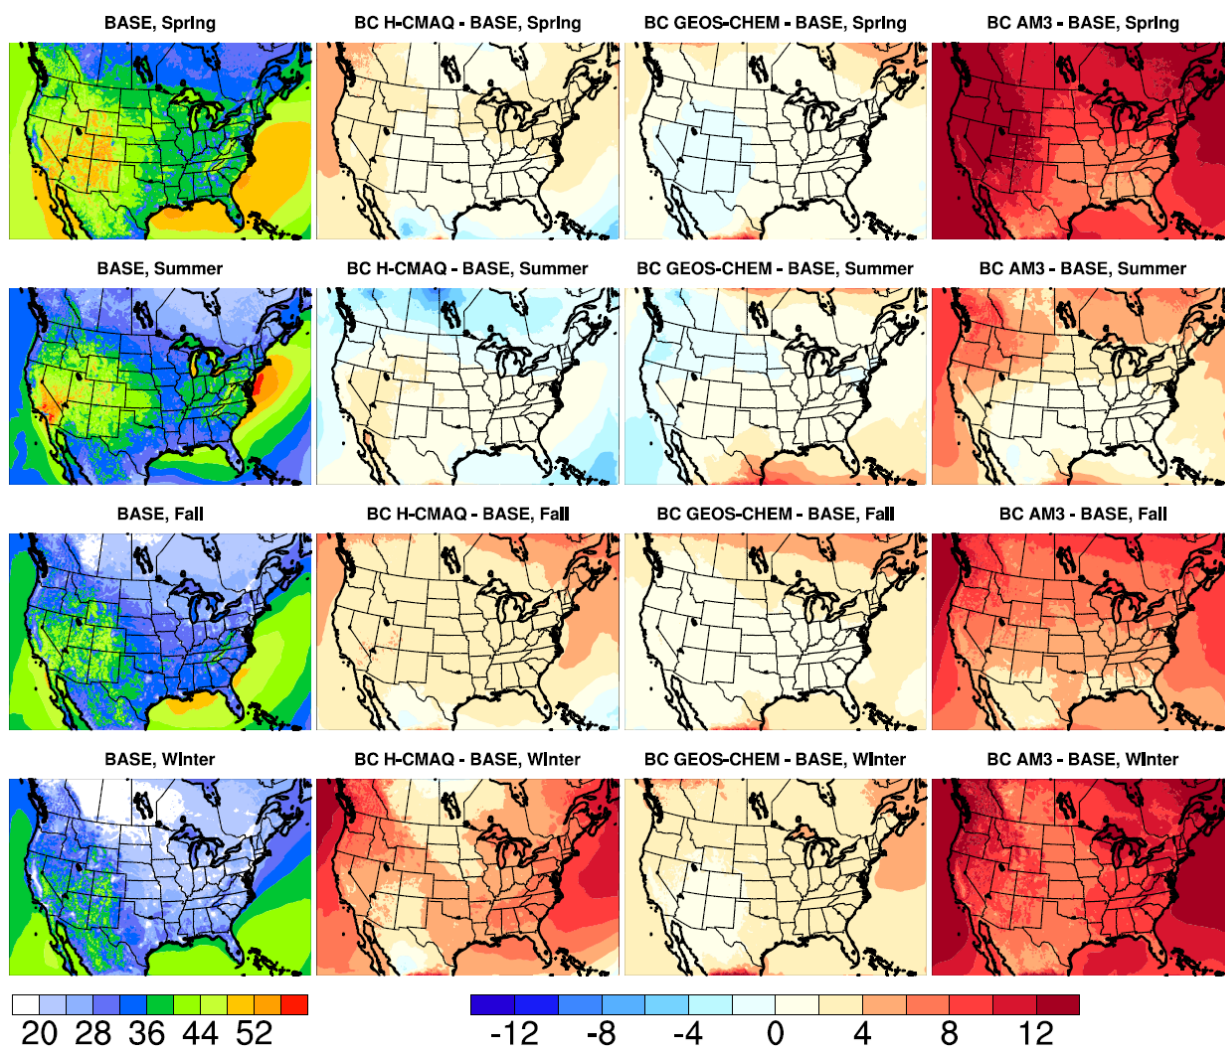 BASE, Spring BC H-CMAQ - BASE, Spring BC GEOS-CHEM - BASE, Spring BC AM3 - BASE, Spring
BASE, Summer BC H-CMAQ - BASE, Summer BC GEOS-CHEM - BASE, Summer BC AM3 - BASE, Summer
BASE, Fall BC H-CMAQ - BASE, Fall BC GEOS-CHEM - BASE, Fall BC AM3 - BASE, Fall
BASE, Winter BC H-CMAQ - BASE, Winter BC GEOS-CHEM - BASE, Winter BC AM3 - BASE, Winter
20 28 36 44 52 -12 -8 -4 0 4 8 12